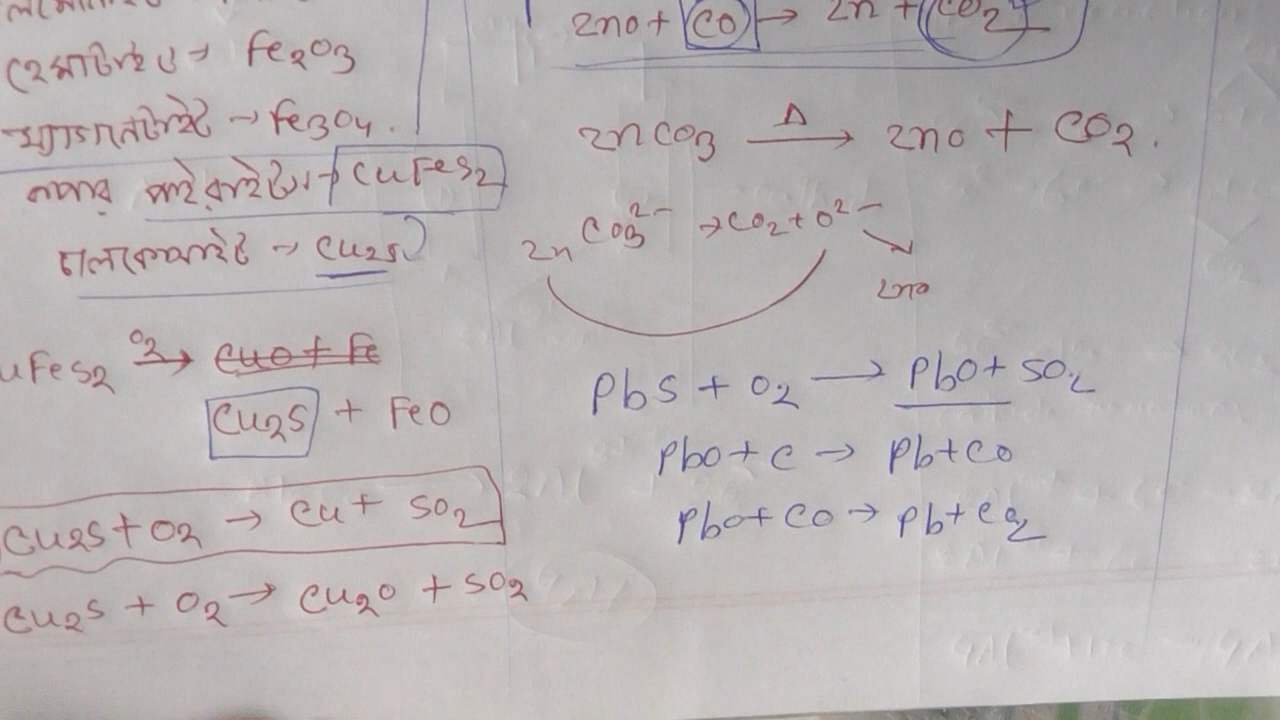 হেমাটাইট → Fe2O3
ম্যাগনেটাইট → Fe3O4.
কপার পাইরাইটস → CuFeS2
চালকোসাইট → Cu2S
uFeS2 O2→ CuO + Fe
Cu2S + FeO
Cu2S + O2 → Cu + SO2
Cu2S + O2 → Cu2O + SO2
ZnO + CO → Zn + CO2
ZnCO3 Δ→ ZnO + CO2.
Zn CO3 2- → CO2 + O2-
ZnO
PbS + O2 → PbO + SO2
PbO + C → Pb + CO
PbO + CO → Pb + CO2